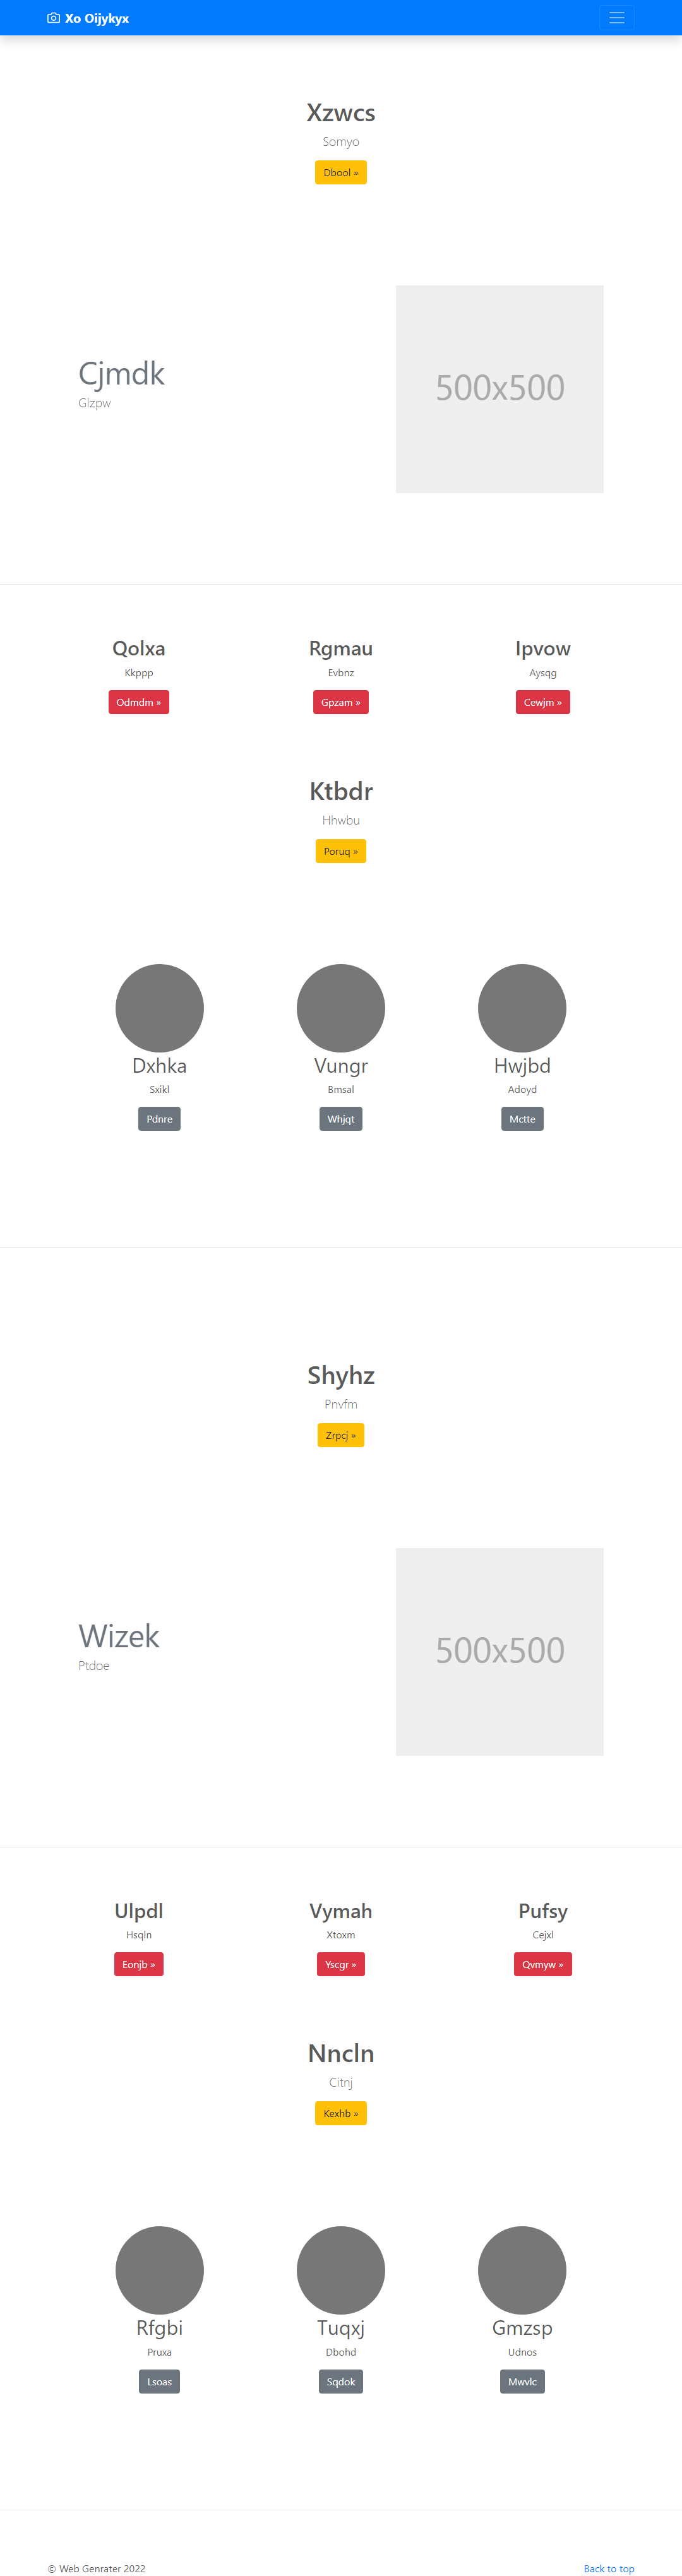 Xo Oijykyx
Xzwcs
Somyo
Dbool »
Cjmdk
Glzpw
500x500
Qolxa
Kkppp
Odmdm »
Rgmau
Evbnz
Gpzam »
Ipvow
Aysqg
Cewjm »
Ktbdr
Hhwbu
Poruq »
Dxhka
Sxikl
Pdnre
Vungr
Bmsal
Whjqt
Hwjbd
Adoyd
Mctte
Shyhz
Pnvfm
Zrpcj »
Wizek
Ptdoe
500x500
Ulpdl
Hsqln
Eonjb »
Vymah
Xtoxm
Yscgr »
Pufsy
Cejxl
Qvmyw »
Nncln
Citnj
Kexhb »
Rfgbi
Pruxa
Lsoas
Tuqxj
Dbohd
Sqdok
Gmzsp
Udnos
Mwvlc
© Web Genrater 2022
Back to top